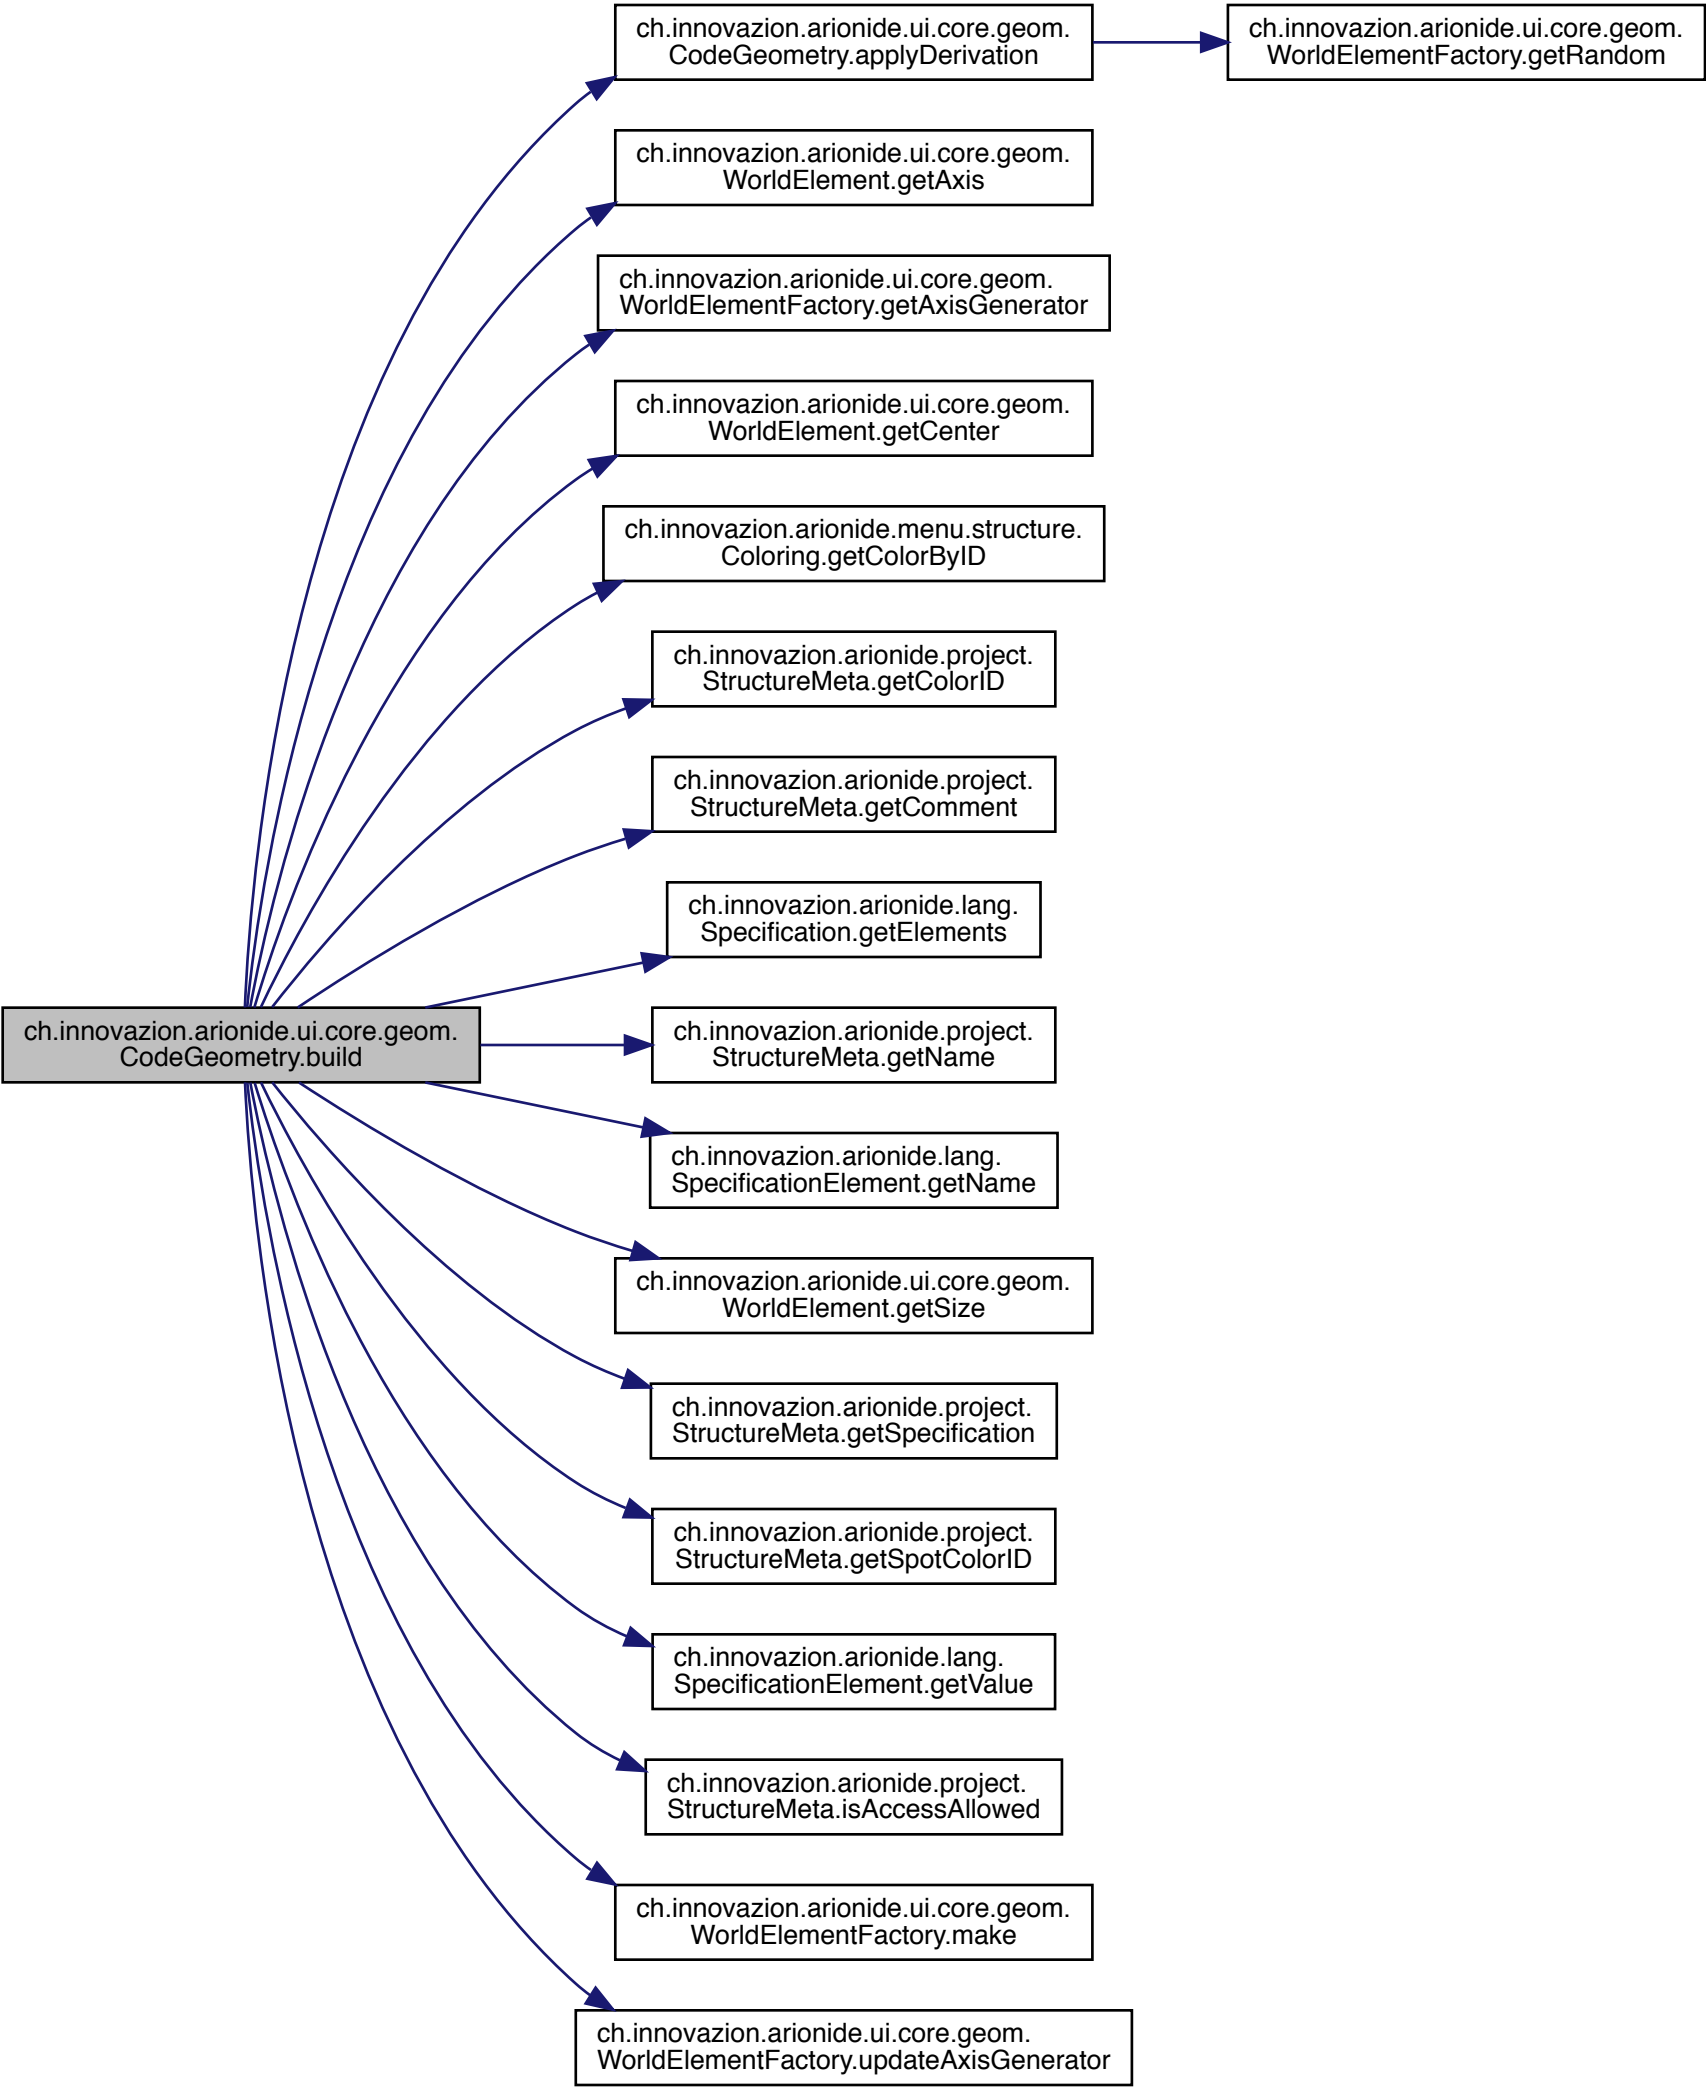 ch.innovazion.arionide.ui.core.geom.
CodeGeometry.applyDerivation
ch.innovazion.arionide.ui.core.geom.
WorldElementFactory.getRandom
ch.innovazion.arionide.ui.core.geom.
WorldElement.getAxis
ch.innovazion.arionide.ui.core.geom.
WorldElementFactory.getAxisGenerator
ch.innovazion.arionide.ui.core.geom.
WorldElement.getCenter
ch.innovazion.arionide.menu.structure.
Coloring.getColorByID
ch.innovazion.arionide.project.
StructureMeta.getColorID
ch.innovazion.arionide.project.
StructureMeta.getComment
ch.innovazion.arionide.lang.
Specification.getElements
ch.innovazion.arionide.ui.core.geom.
CodeGeometry.build
ch.innovazion.arionide.project.
StructureMeta.getName
ch.innovazion.arionide.lang.
SpecificationElement.getName
ch.innovazion.arionide.ui.core.geom.
WorldElement.getSize
ch.innovazion.arionide.project.
StructureMeta.getSpecification
ch.innovazion.arionide.project.
StructureMeta.getSpotColorID
ch.innovazion.arionide.lang.
SpecificationElement.getValue
ch.innovazion.arionide.project.
StructureMeta.isAccessAllowed
ch.innovazion.arionide.ui.core.geom.
WorldElementFactory.make
ch.innovazion.arionide.ui.core.geom.
WorldElementFactory.updateAxisGenerator